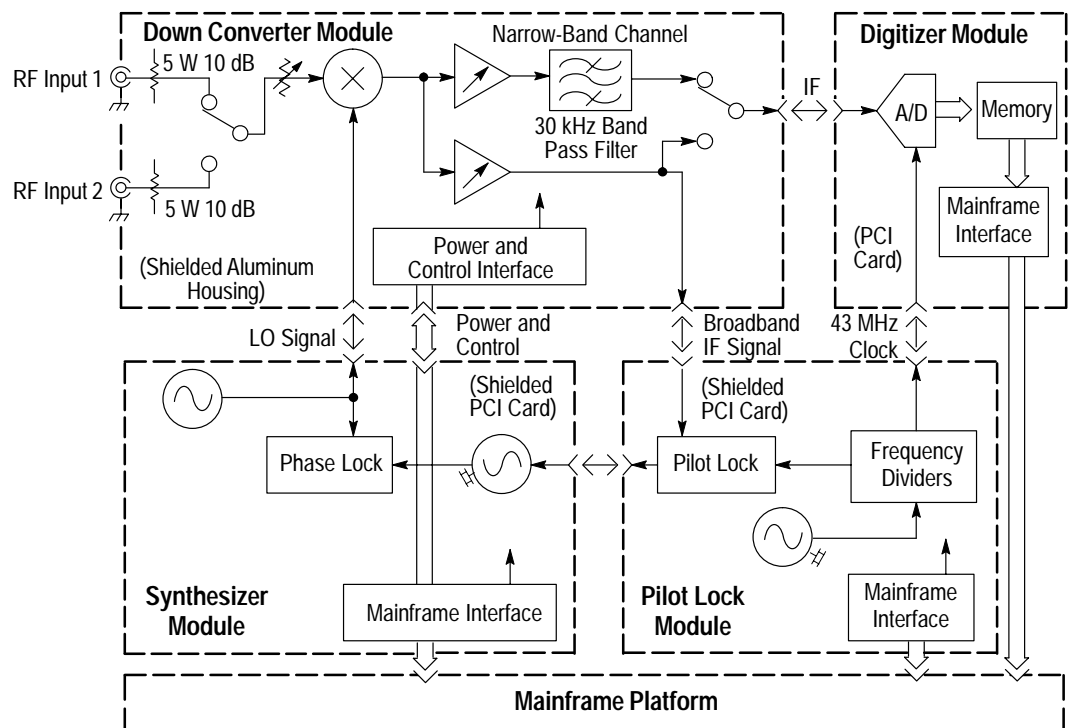 Down Converter Module
Narrow-Band Channel
Digitizer Module
RF Input 1
5 W 10 dB
IF
A/D
Memory
30 kHz Band
Pass Filter
RF Input 2
5 W 10 dB
Mainframe
Interface
Power and
Control Interface
(PCI
Card)
(Shielded Aluminum
Housing)
LO Signal
Power and
Control
Broadband
IF Signal
43 MHz
Clock
(Shielded
PCI Card)
(Shielded
PCI Card)
Phase Lock
Pilot Lock
Frequency
Dividers
Synthesizer
Module
Mainframe Interface
Pilot Lock
Module
Mainframe
Interface
Mainframe Platform